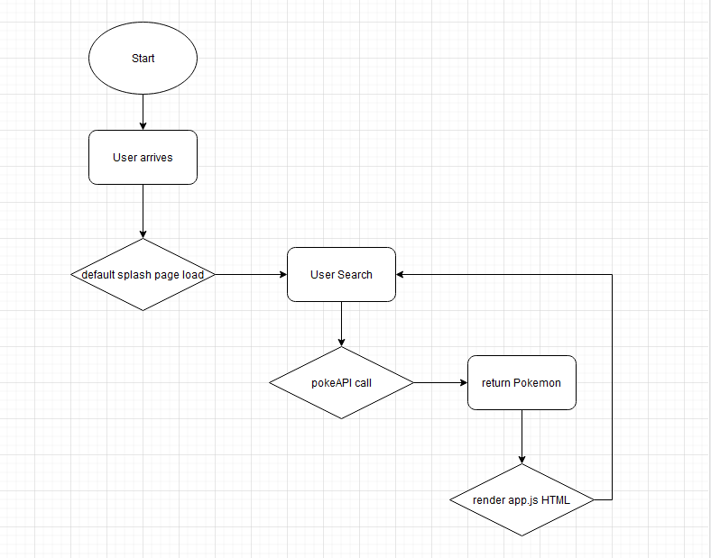 Start
User arrives
default splash page load
User Search
pokeAPI call
return Pokemon
render app.js HTML